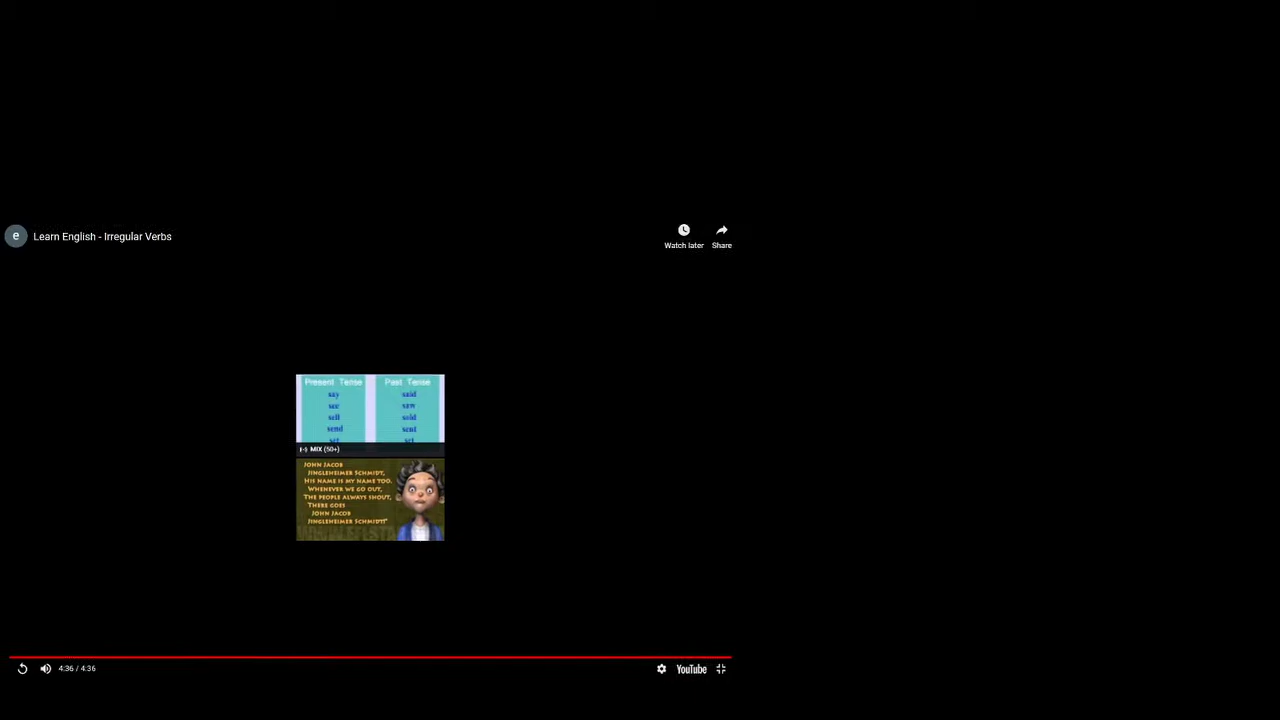 e
Learn English - Irregular Verbs
Watch later
Share
Present Tense Past Tense
say said
see saw
sell sold
send sent
set set
MIX (50+)
JOHN JACOB
JINGLEHEIMER SCHMIDT,
HIS NAME IS MY NAME TOO.
WHENEVER WE GO OUT,
THE PEOPLE ALWAYS SHOUT,
THERE GOES
JOHN JACOB
JINGLEHEIMER SCHMIDT!"
4:36 / 4:36
YouTube